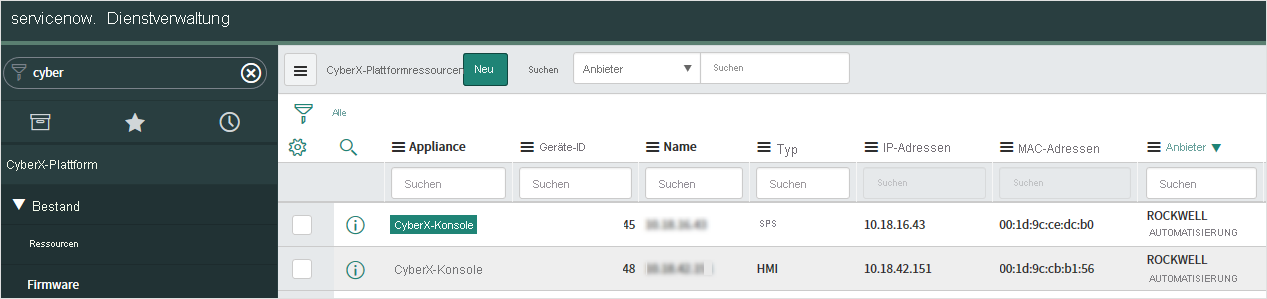 servicenow. Dienstverwaltung
cyber
CyberX-Plattformressourcen Neu Suchen Anbieter Suchen
Alle
CyberX-Plattform
Bestand
Ressourcen
Firmware
Appliance Geräte-ID Name Typ IP-Adressen MAC-Adressen Anbieter
Suchen Suchen Suchen Suchen Suchen Suchen Suchen
CyberX-Konsole 45 SPS 10.18.16.43 00:1d:9c:ce:dc:b0 ROCKWELL
AUTOMATISIERUNG
CyberX-Konsole 48 HMI 10.18.42.151 00:1d:9c:cb:b1:56 ROCKWELL
AUTOMATISIERUNG